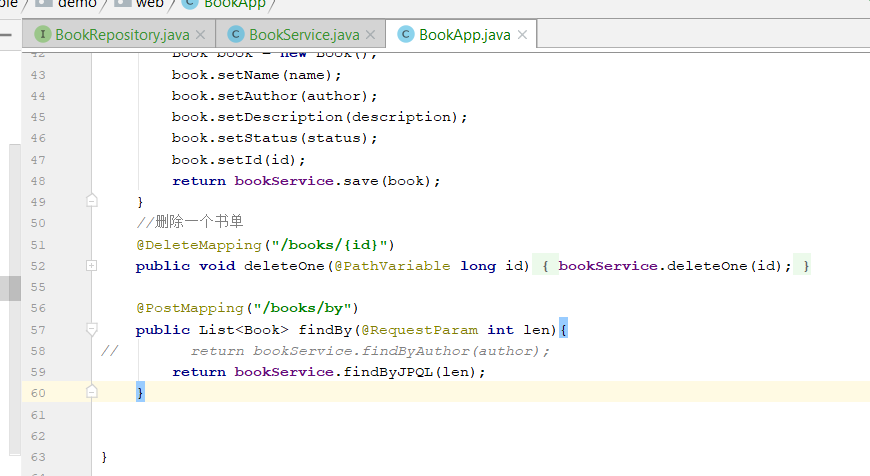 demo web BookApp
BookRepository.java BookService.java BookApp.java
42 Book book = new Book();
43 book.setName(name);
44 book.setAuthor(author);
45 book.setDescription(description);
46 book.setStatus(status);
47 book.setId(id);
48 return bookService.save(book);
49 }
50 //删除一个书单
51 @DeleteMapping("/books/{id}")
52 public void deleteOne(@PathVariable long id) { bookService.deleteOne(id); }
55
56 @PostMapping("/books/by")
57 public List<Book> findBy(@RequestParam int len){
58 // return bookService.findByAuthor(author);
59 return bookService.findByJPQL(len);
60 }
61
62
63 }